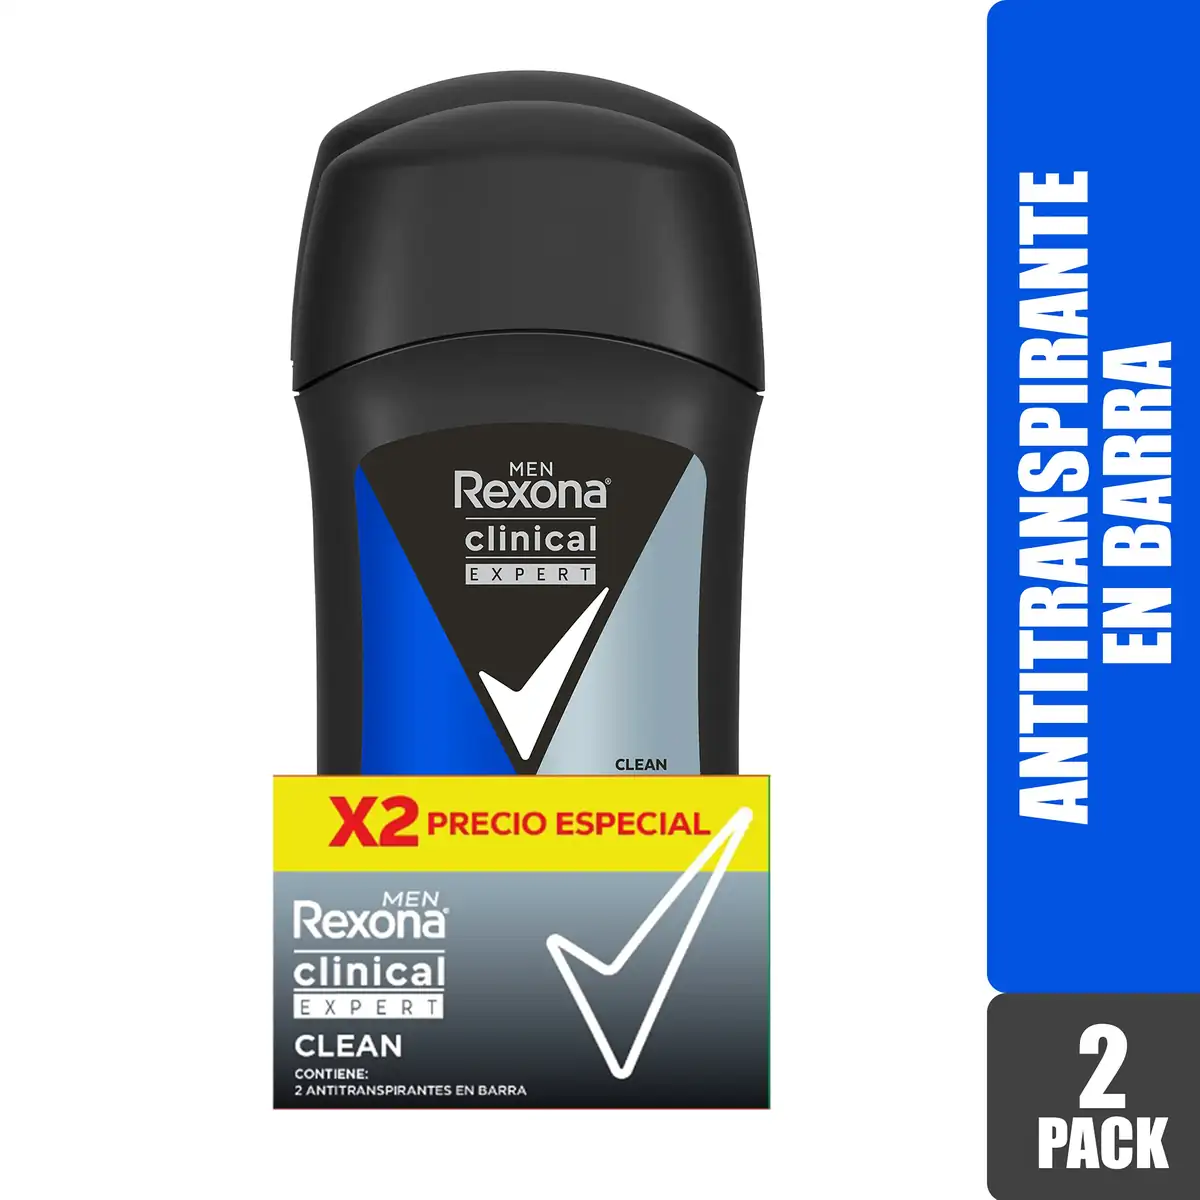 MEN
Rexona®
clinical
EXPERT
CLEAN
X2 PRECIO ESPECIAL
MEN
Rexona®
clinical
EXPERT
CLEAN
CONTIENE:
2 ANTITRANSPIRANTES EN BARRA
ANTITRANSPIRANTE
EN BARRA
2
PACK